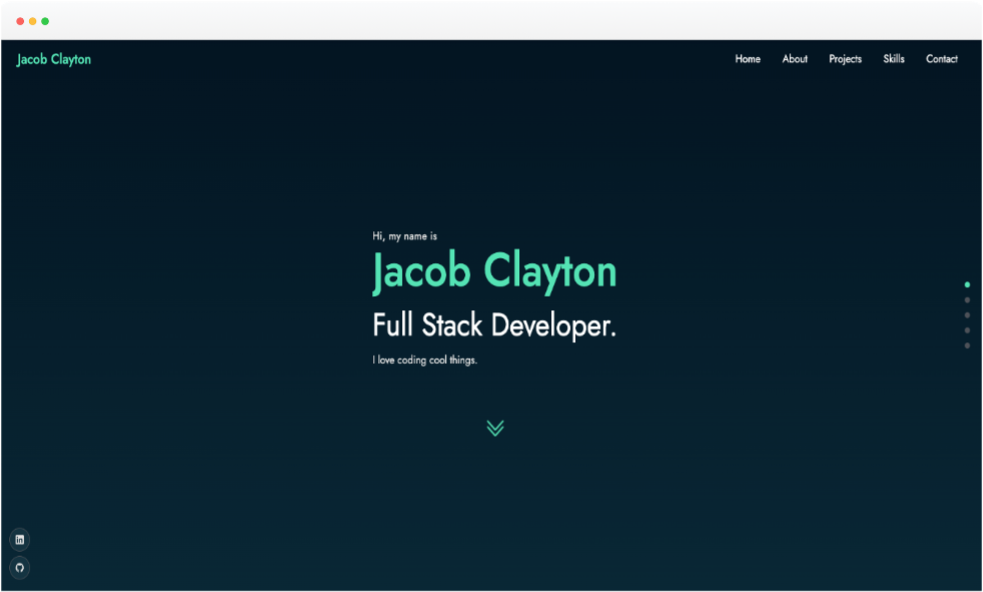 Jacob Clayton
Home About Projects Skills Contact
Hi, my name is
Jacob Clayton
Full Stack Developer.
I love coding cool things.